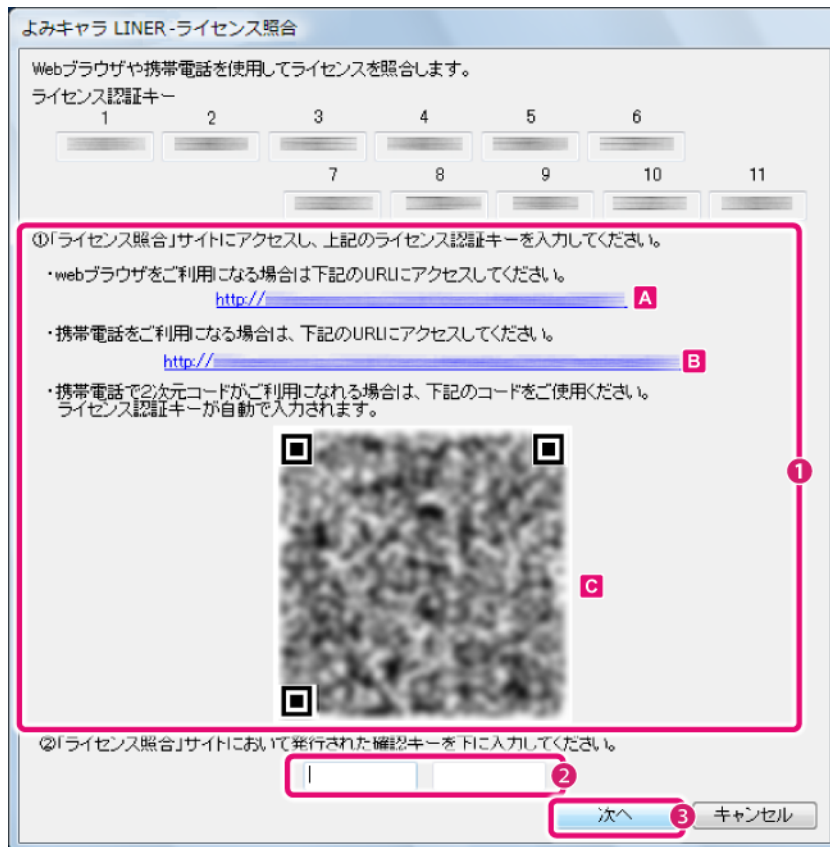 よみキャラ LINER -ライセンス照合
Webブラウザや携帯電話を使用してライセンスを照合します。
ライセンス認証キー
1 2 3 4 5 6
7 8 9 10 11
①「ライセンス照合」サイトにアクセスし、上記のライセンス認証キーを入力してください。
・webブラウザをご利用になる場合は下記のURLにアクセスしてください。
http:// A
・携帯電話をご利用になる場合は、下記のURLにアクセスしてください。
http:// B
・携帯電話で2次元コードがご利用になれる場合は、下記のコードをご使用ください。
ライセンス認証キーが自動で入力されます。
1
C
②「ライセンス照合」サイトにおいて発行された確認キーを下に入力してください。
2
次へ 3 キャンセル